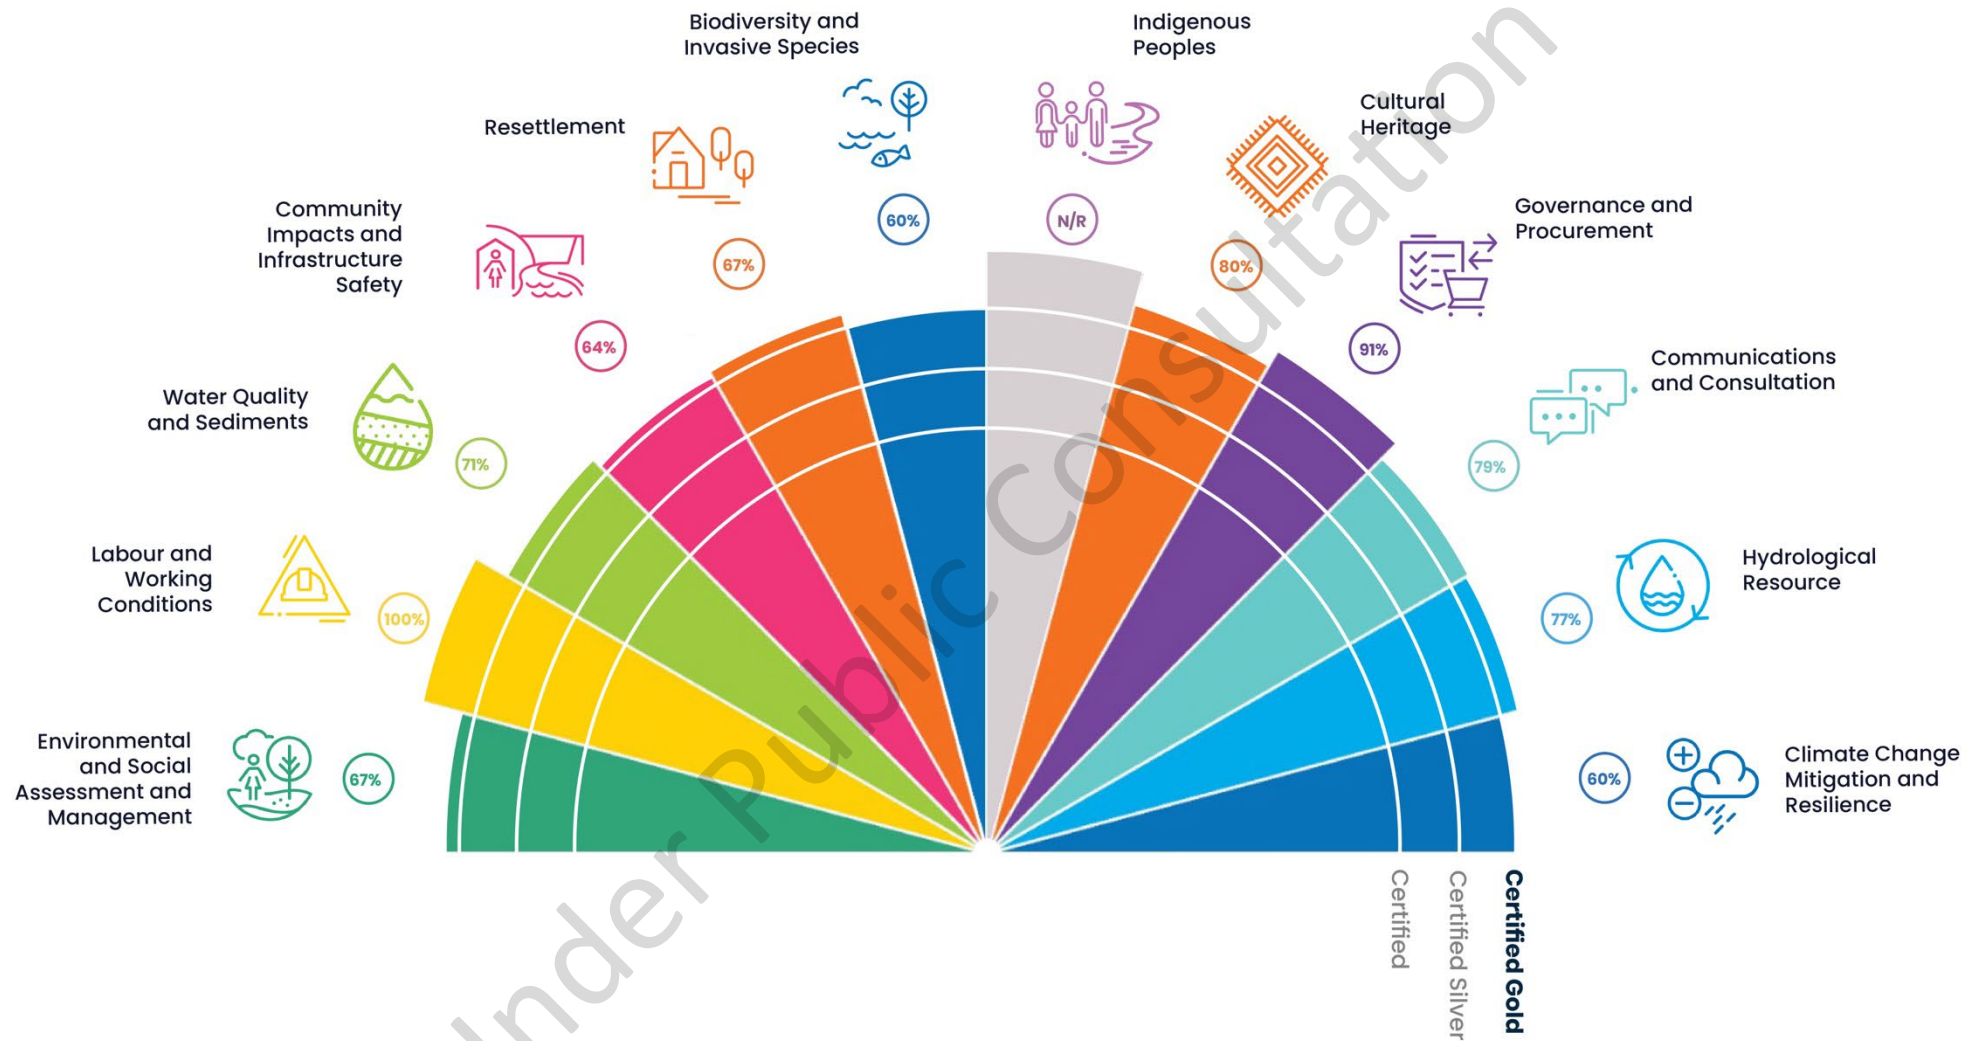 Biodiversity and
Invasive Species
60%
Indigenous
Peoples
N/R
Resettlement
67%
Cultural
Heritage
80%
Community
Impacts and
Infrastructure
Safety
64%
Governance and
Procurement
91%
Water Quality
and Sediments
71%
Communications
and Consultation
79%
Labour and
Working
Conditions
100%
Hydrological
Resource
77%
Environmental
and Social
Assessment and
Management
67%
Climate Change
Mitigation and
Resilience
60%
Certified
Certified Silver
Certified Gold
Under Public Consultation